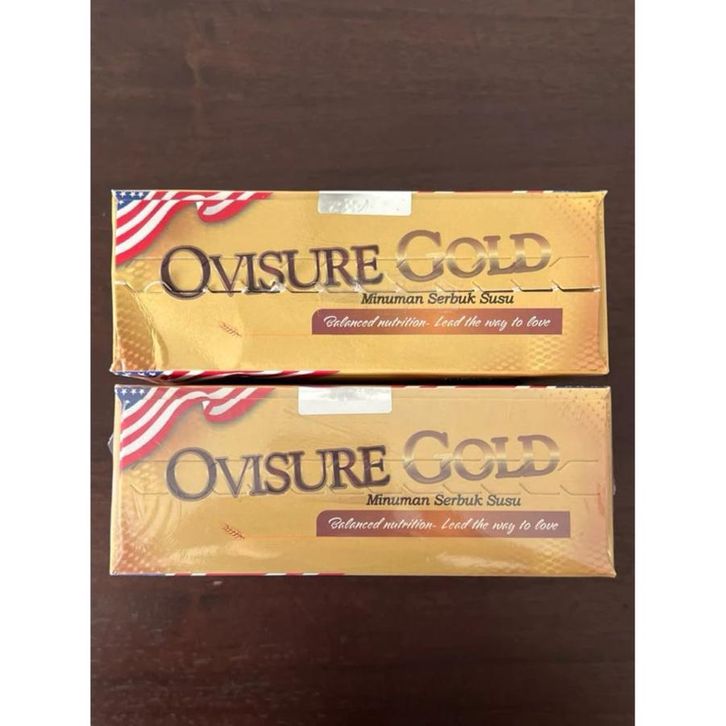 OVISURE GOLD
Minuman Serbuk Susu
Balanced nutrition- Lead the way to love
OVISURE GOLD
Minuman Serbuk Susu
Balanced nutrition- Lead the way to love